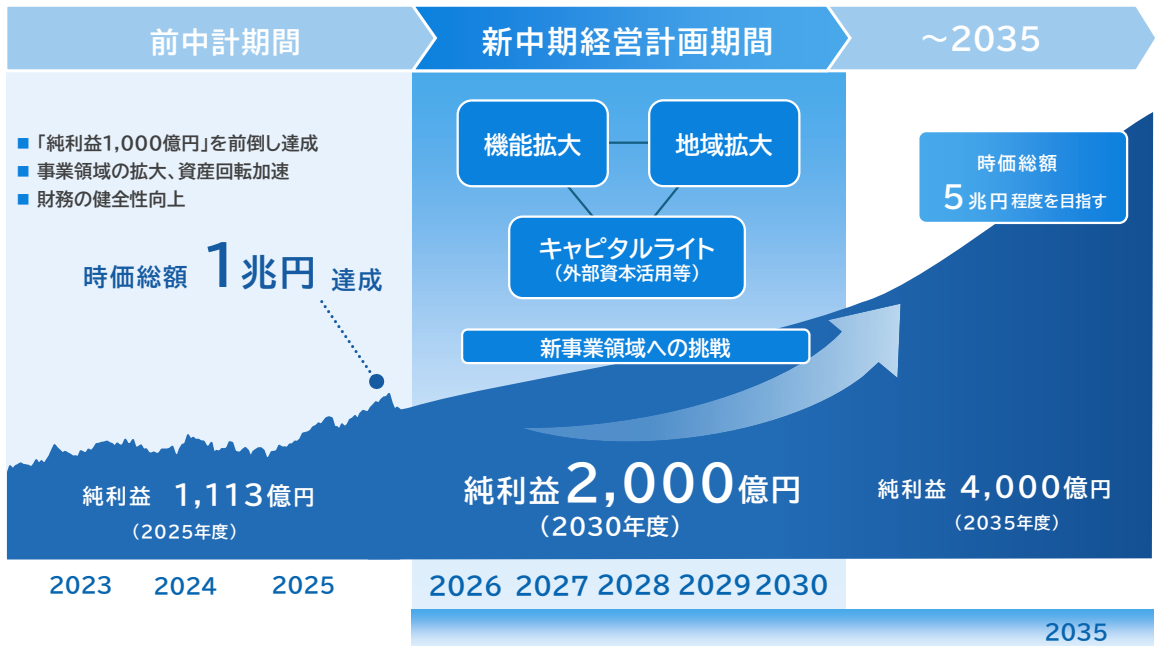 前中計期間
新中期経営計画期間
～2035
■ 「純利益1,000億円」を前倒し達成
■ 事業領域の拡大、資産回転加速
■ 財務の健全性向上
時価総額 1兆円 達成
機能拡大
地域拡大
キャピタルライト
（外部資本活用等）
新事業領域への挑戦
時価総額
5兆円程度を目指す
純利益 1,113億円
（2025年度）
純利益2,000億円
（2030年度）
純利益 4,000億円
（2035年度）
2023 2024 2025 2026 2027 2028 2029 2030
2035